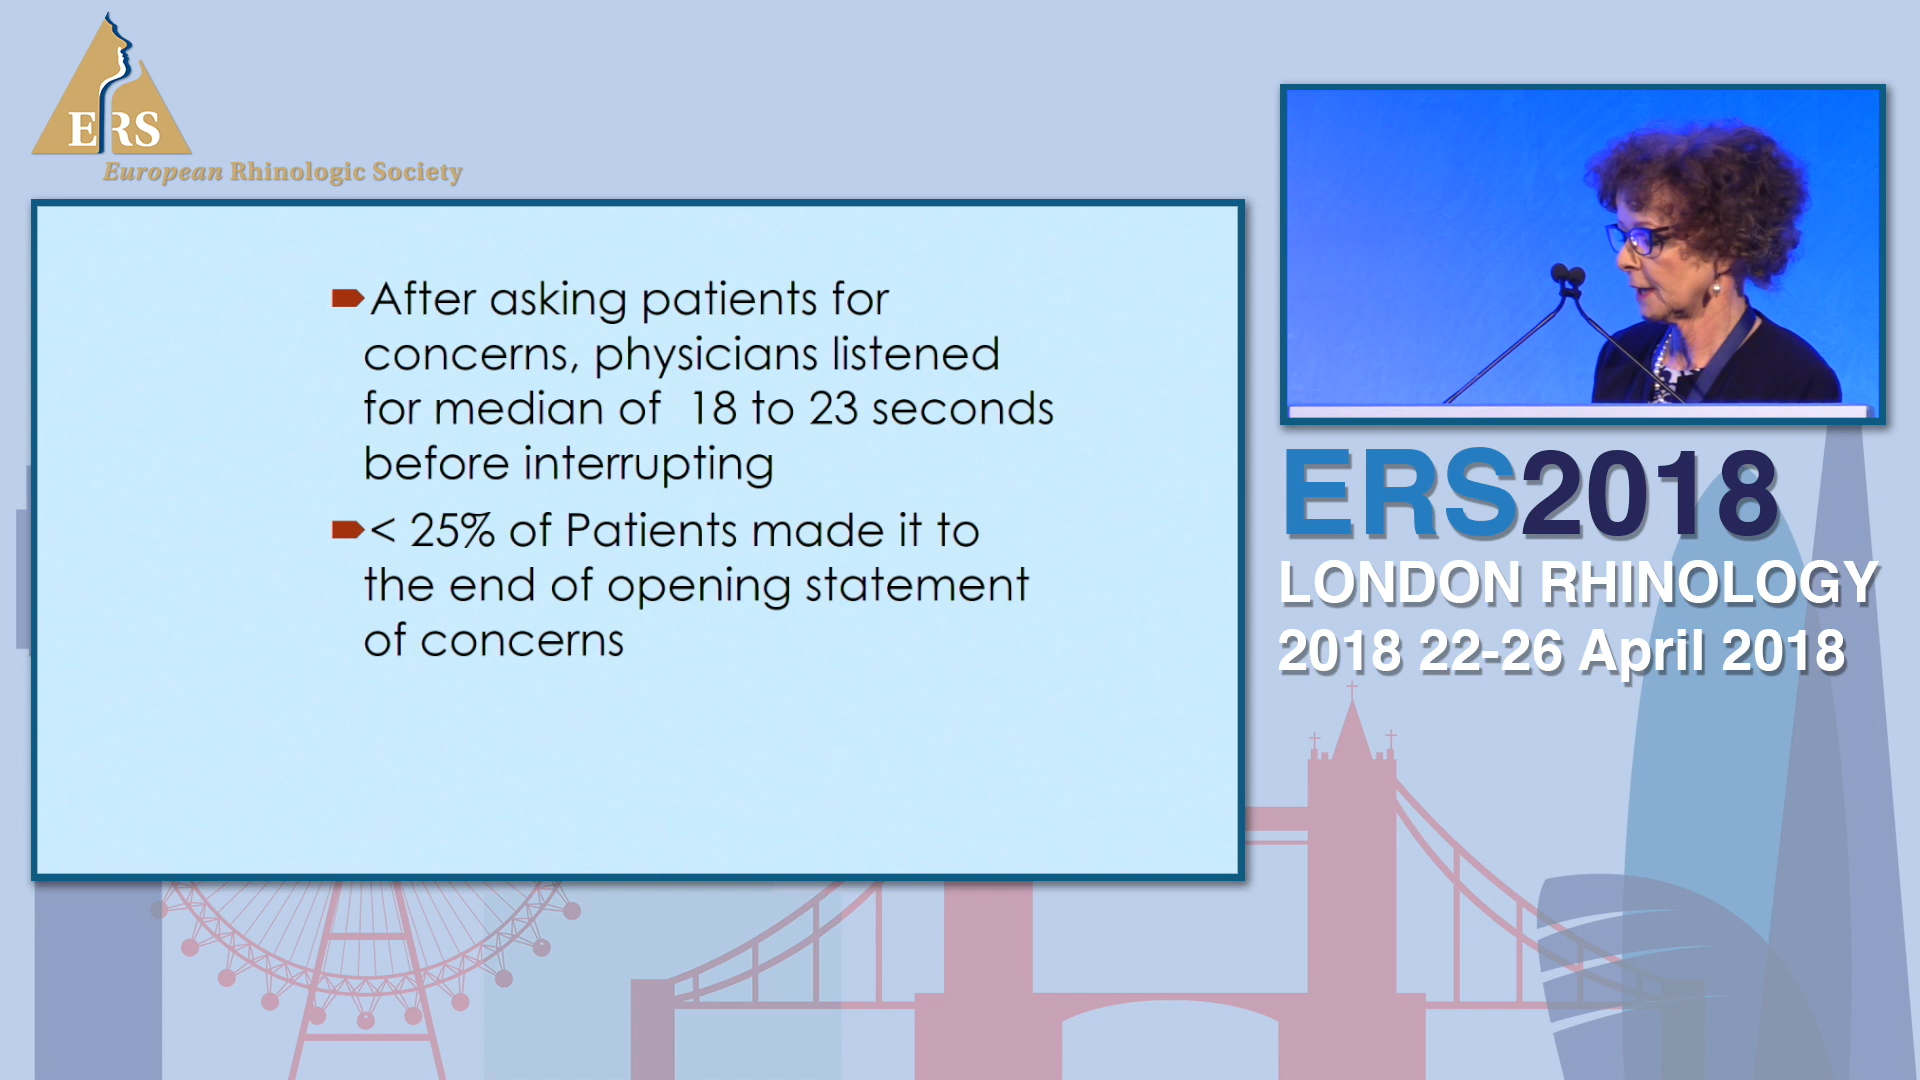 ERS
European Rhinologic Society
After asking patients for
concerns, physicians listened
for median of 18 to 23 seconds
before interrupting
< 25% of Patients made it to
the end of opening statement
of concerns
ERS2018
LONDON RHINOLOGY
2018 22-26 April 2018